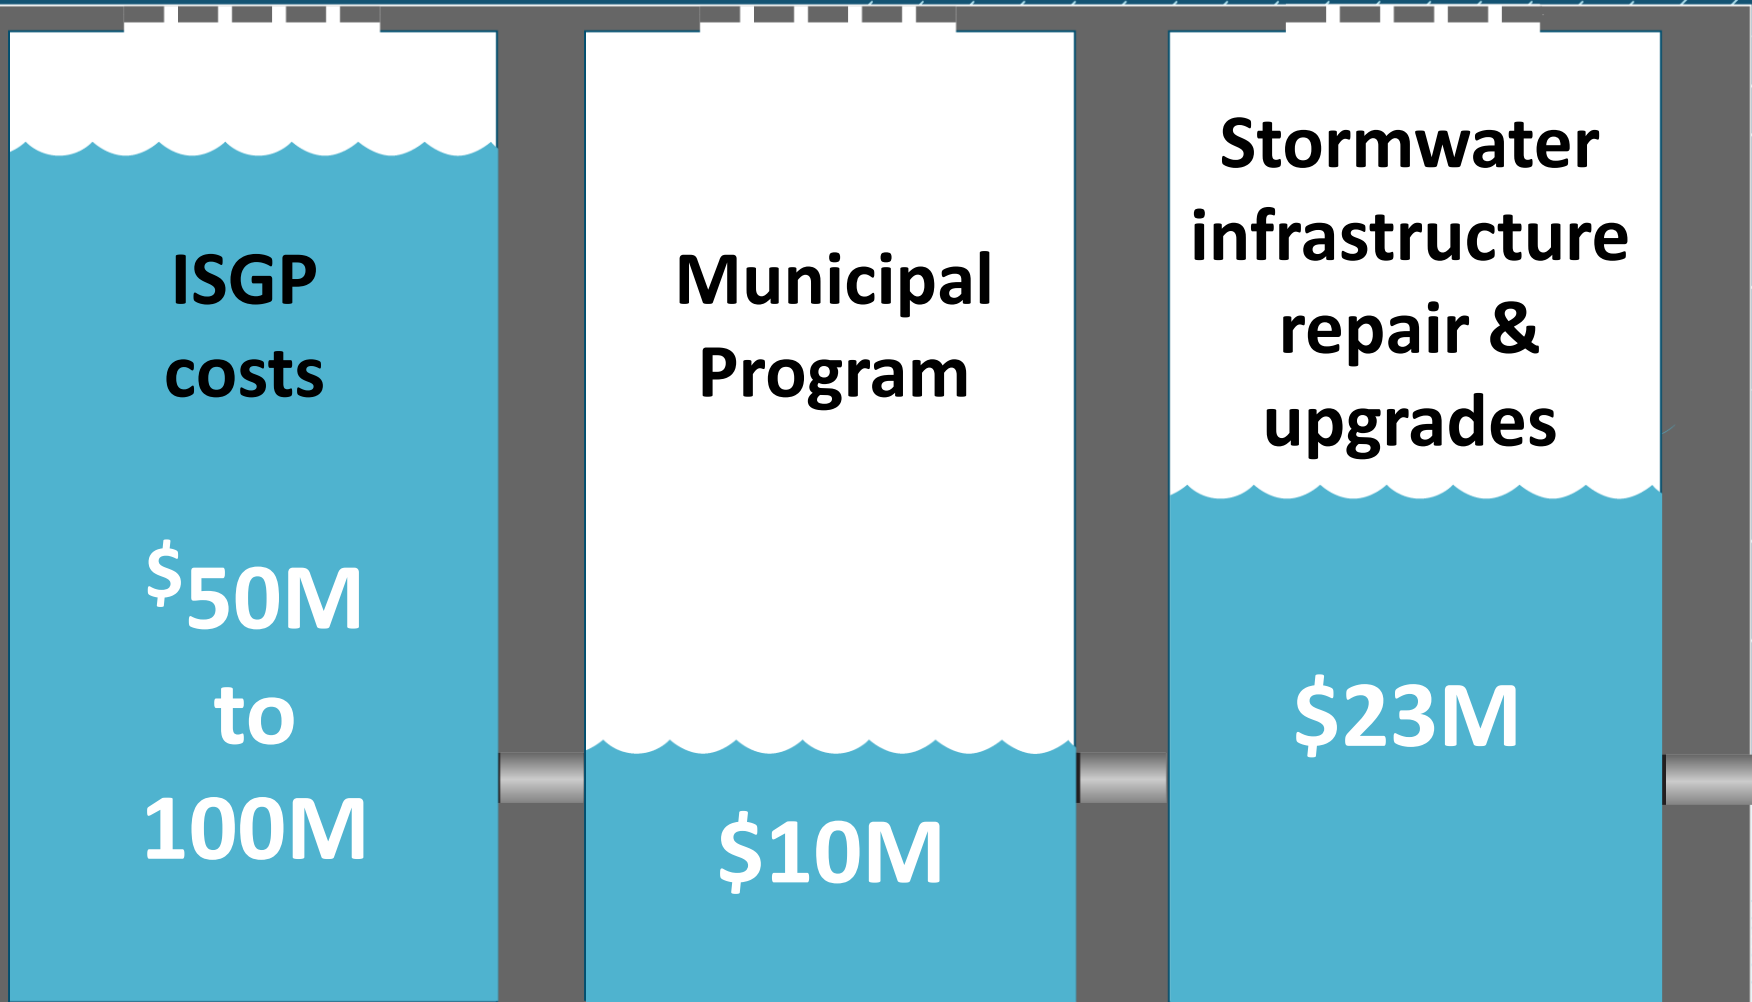 ISGP
costs
$50M
to
100M
Municipal
Program
$10M
Stormwater
infrastructure
repair &
upgrades
$23M